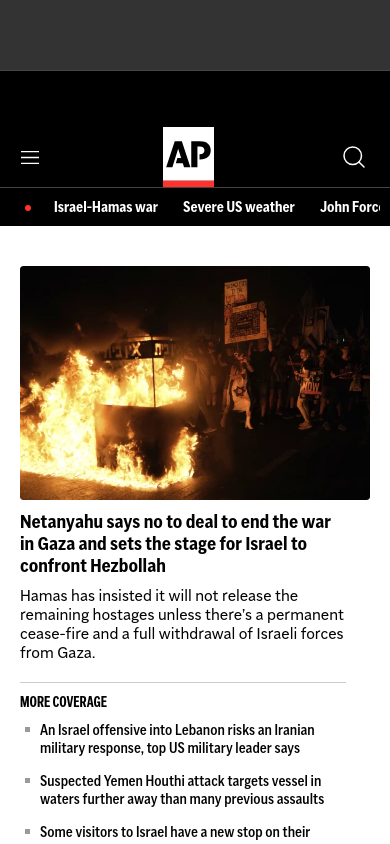 AP
Israel-Hamas war Severe US weather John Forc
NOW
Netanyahu says no to deal to end the war
in Gaza and sets the stage for Israel to
confront Hezbollah
Hamas has insisted it will not release the
remaining hostages unless there’s a permanent
cease-fire and a full withdrawal of Israeli forces
from Gaza.
MORE COVERAGE
An Israel offensive into Lebanon risks an Iranian
military response, top US military leader says
Suspected Yemen Houthi attack targets vessel in
waters further away than many previous assaults
Some visitors to Israel have a new stop on their